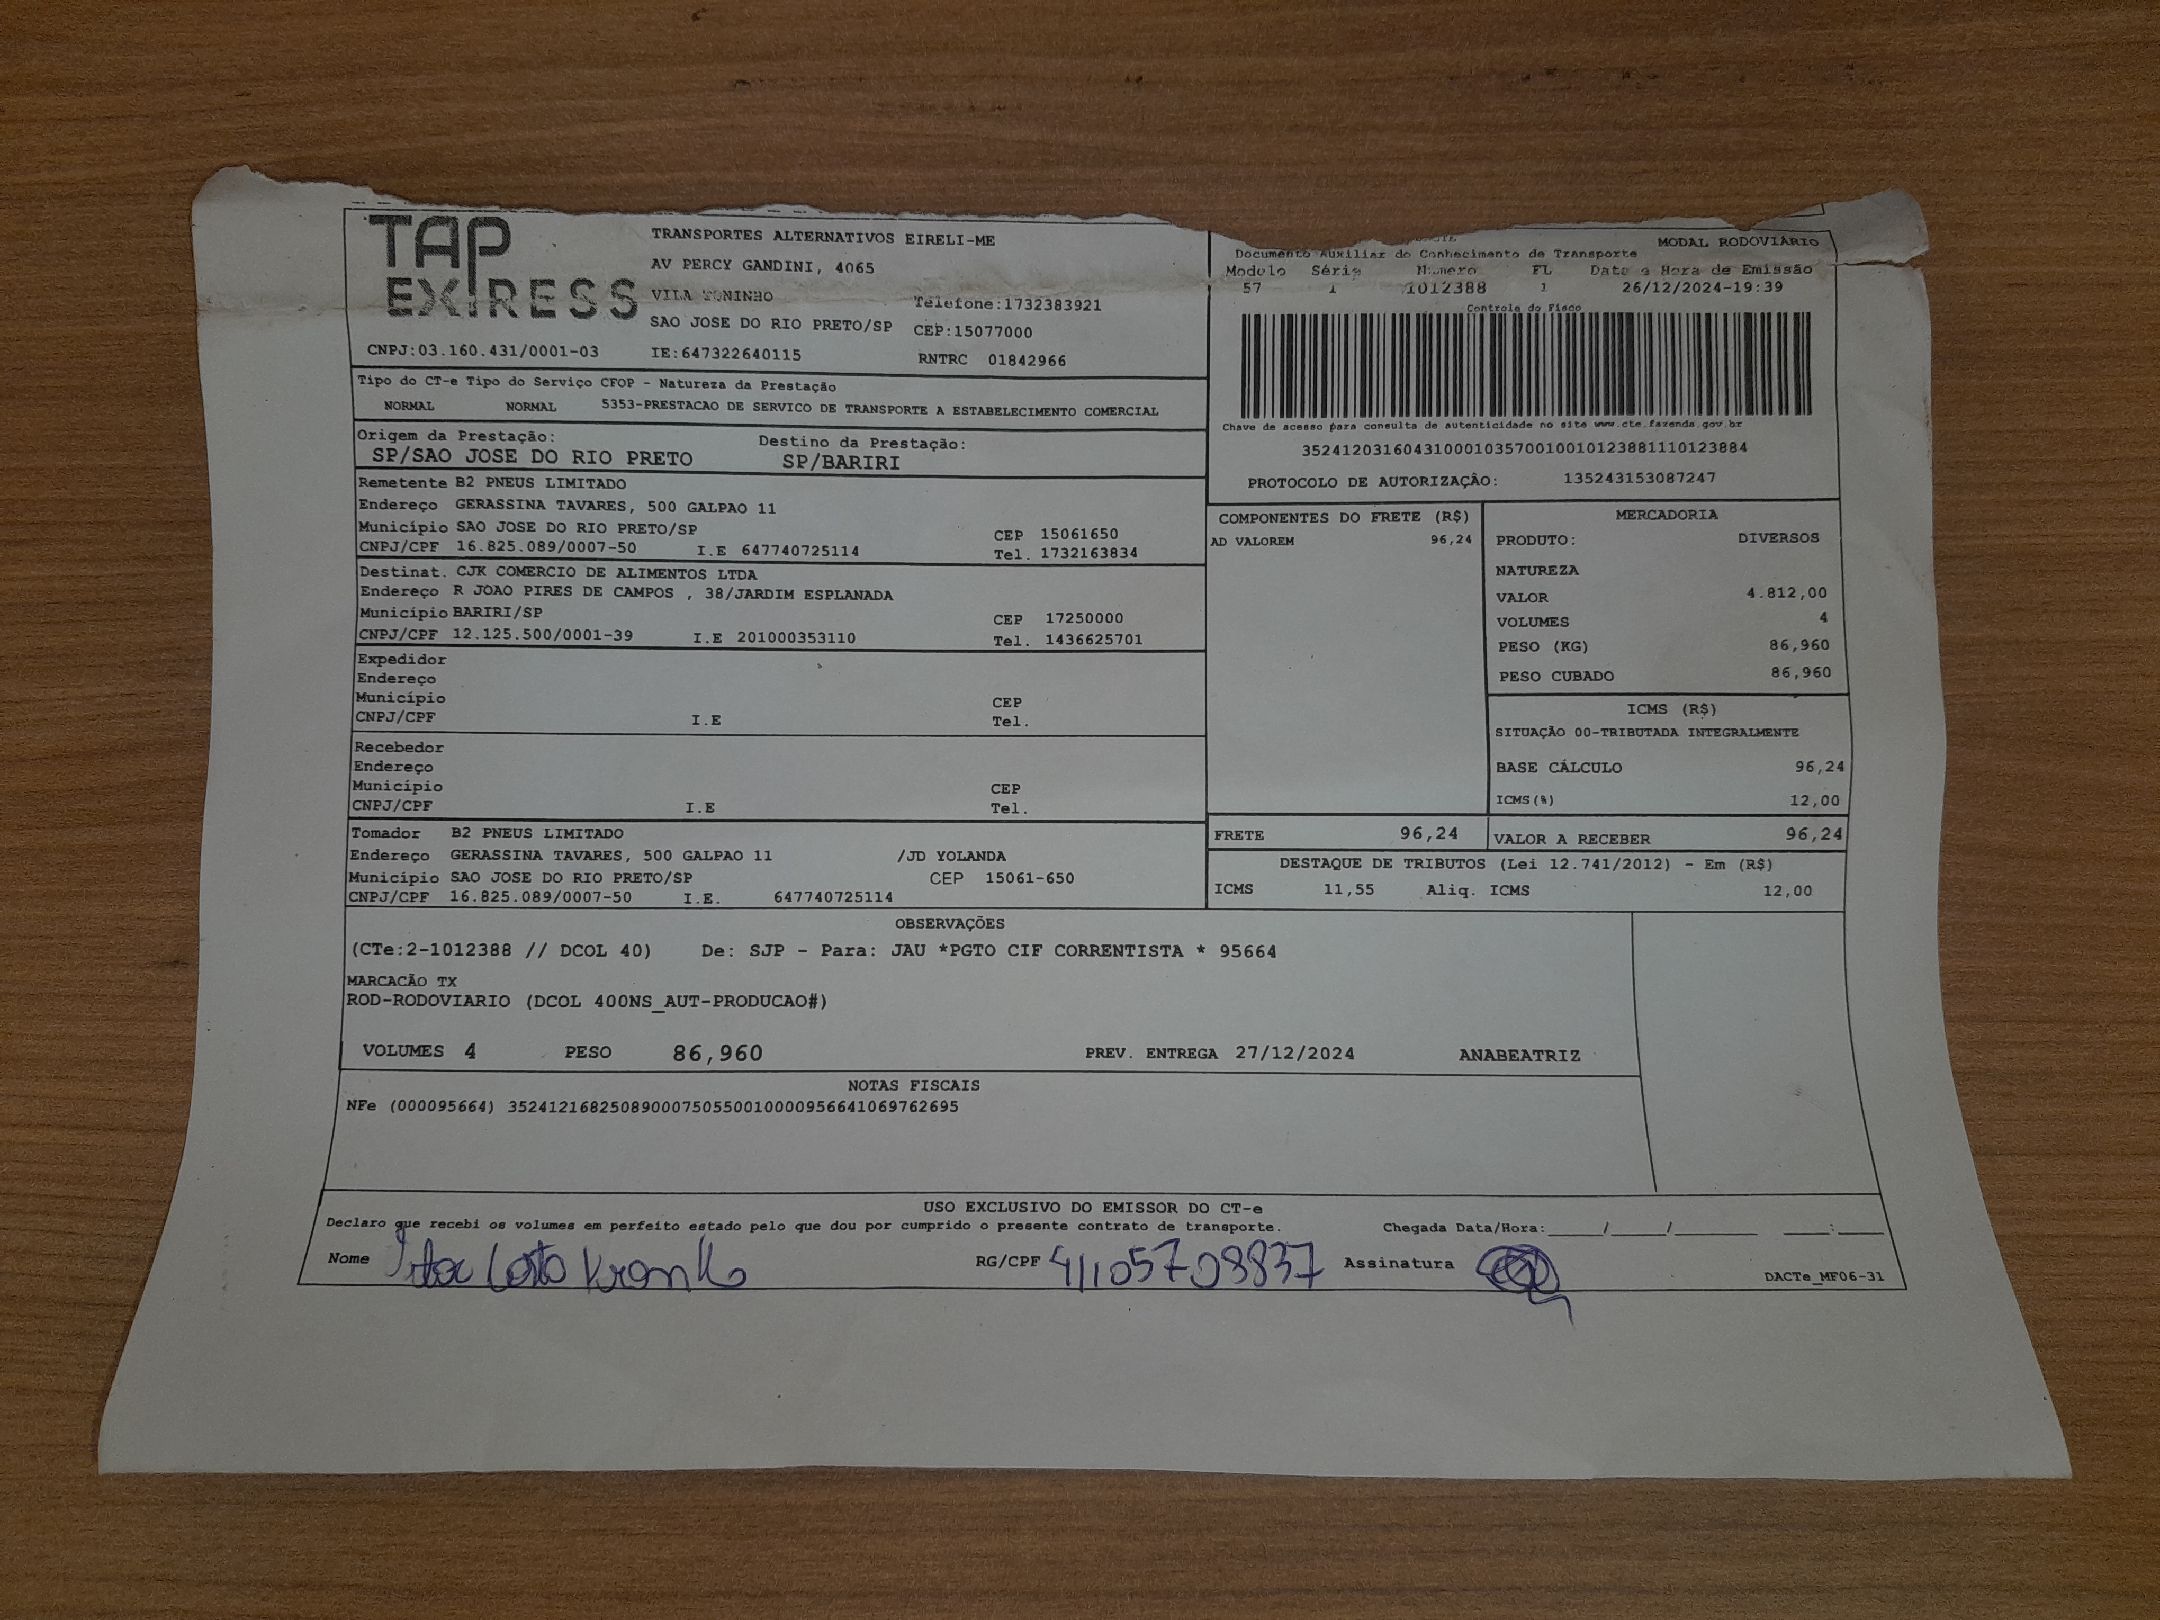 TAP
EXPRESS
TRANSPORTES ALTERNATIVOS EIRELI-ME
AV PERCY GANDINI, 4065
VILA TONINHO Telefone:1732383921
SAO JOSE DO RIO PRETO/SP CEP:15077000
CNPJ:03.160.431/0001-03 IE:647322640115 RNTRC 01842966
MODAL RODOVIÁRIO
Documento Auxiliar do Conhecimento de Transporte
Modulo Série Número FL Data e Hora de Emissão
57 1 1012388 1 26/12/2024-19:39
Controle do Fisco
Chave de acesso para consulta de autenticidade no site www.cte.fazenda.gov.br
35241203160431000103570010010123881110123884
PROTOCOLO DE AUTORIZAÇÃO: 135243153087247
Tipo do CT-e Tipo do Serviço CFOP - Natureza da Prestação
NORMAL NORMAL 5353-PRESTACAO DE SERVICO DE TRANSPORTE A ESTABELECIMENTO COMERCIAL
Origem da Prestação: Destino da Prestação:
SP/SAO JOSE DO RIO PRETO SP/BARIRI
Remetente B2 PNEUS LIMITADO
Endereço GERASSINA TAVARES, 500 GALPAO 11
Município SAO JOSE DO RIO PRETO/SP CEP 15061650
CNPJ/CPF 16.825.089/0007-50 I.E 647740725114 Tel. 1732163834
Destinat. CJK COMERCIO DE ALIMENTOS LTDA
Endereço R JOAO PIRES DE CAMPOS , 38/JARDIM ESPLANADA
Município BARIRI/SP CEP 17250000
CNPJ/CPF 12.125.500/0001-39 I.E 201000353110 Tel. 1436625701
Expedidor
Endereço
Município CEP
CNPJ/CPF I.E Tel.
Recebedor
Endereço
Município CEP
CNPJ/CPF I.E Tel.
Tomador B2 PNEUS LIMITADO
Endereço GERASSINA TAVARES, 500 GALPAO 11 /JD YOLANDA
Município SAO JOSE DO RIO PRETO/SP CEP 15061-650
CNPJ/CPF 16.825.089/0007-50 I.E. 647740725114
COMPONENTES DO FRETE (R$)
AD VALOREM 96,24
MERCADORIA
PRODUTO: DIVERSOS
NATUREZA
VALOR 4.812,00
VOLUMES 4
PESO (KG) 86,960
PESO CUBADO 86,960
ICMS (R$)
SITUAÇÃO 00-TRIBUTADA INTEGRALMENTE
BASE CÁLCULO 96,24
ICMS(%) 12,00
FRETE 96,24 VALOR A RECEBER 96,24
DESTAQUE DE TRIBUTOS (Lei 12.741/2012) - Em (R$)
ICMS 11,55 Aliq. ICMS 12,00
OBSERVAÇÕES
(CTe:2-1012388 // DCOL 40) De: SJP - Para: JAU *PGTO CIF CORRENTISTA * 95664
MARCACÃO TX
ROD-RODOVIARIO (DCOL 400NS_AUT-PRODUCAO#)
VOLUMES 4 PESO 86,960 PREV. ENTREGA 27/12/2024 ANABEATRIZ
NOTAS FISCAIS
NFe (000095664) 35241216825089000750550010000956641069762695
USO EXCLUSIVO DO EMISSOR DO CT-e
Declaro que recebi os volumes em perfeito estado pelo que dou por cumprido o presente contrato de transporte. Chegada Data/Hora:____/____/______ ____:____
Nome RG/CPF 41105708837 Assinatura
DACTe_MF06-31